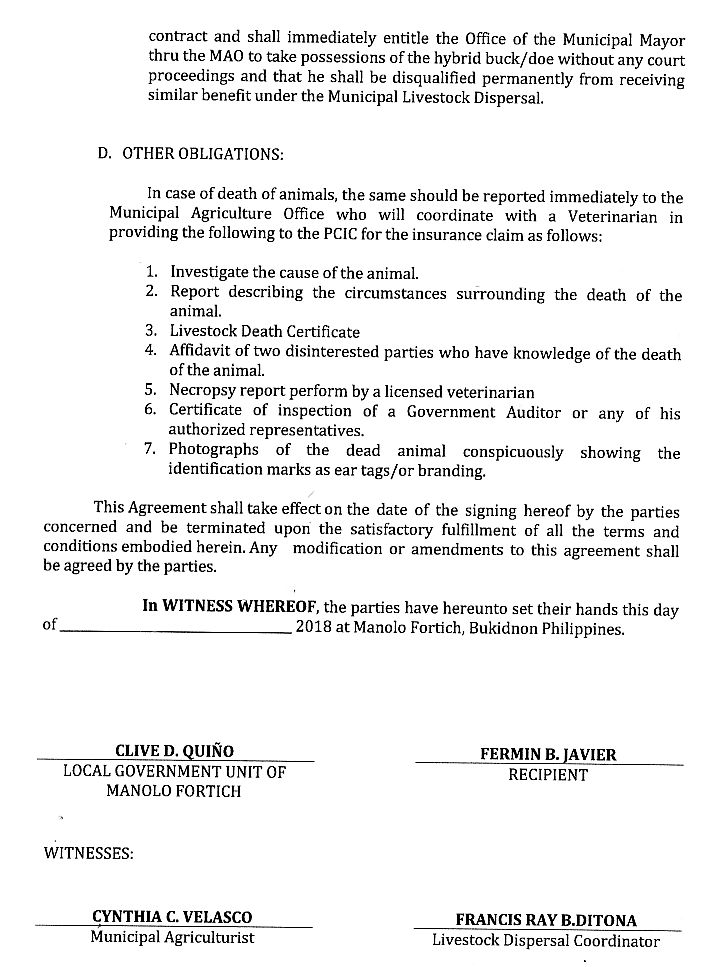 contract and shall immediately entitle the Office of the Municipal Mayor
thru the MAO to take possessions of the hybrid buck/doe without any court
proceedings and that he shall be disqualified permanently from receiving
similar benefit under the Municipal Livestock Dispersal.
D. OTHER OBLIGATIONS:
In case of death of animals, the same should be reported immediately to the
Municipal Agriculture Office who will coordinate with a Veterinarian in
providing the following to the PCIC for the insurance claim as follows:
1. Investigate the cause of the animal.
2. Report describing the circumstances surrounding the death of the
animal.
3. Livestock Death Certificate
4. Affidavit of two disinterested parties who have knowledge of the death
of the animal.
5. Necropsy report perform by a licensed veterinarian
6. Certificate of inspection of a Government Auditor or any of his
authorized representatives.
7. Photographs of the dead animal conspicuously showing the
identification marks as ear tags/or branding.
This Agreement shall take effect on the date of the signing hereof by the parties
concerned and be terminated upon the satisfactory fulfillment of all the terms and
conditions embodied herein. Any modification or amendments to this agreement shall
be agreed by the parties.
In WITNESS WHEREOF, the parties have hereunto set their hands this day
of __________________________ 2018 at Manolo Fortich, Bukidnon Philippines.
CLIVE D. QUIÑO FERMIN B. JAVIER
LOCAL GOVERNMENT UNIT OF RECIPIENT
MANOLO FORTICH
WITNESSES:
CYNTHIA C. VELASCO FRANCIS RAY B.DITONA
Municipal Agriculturist Livestock Dispersal Coordinator